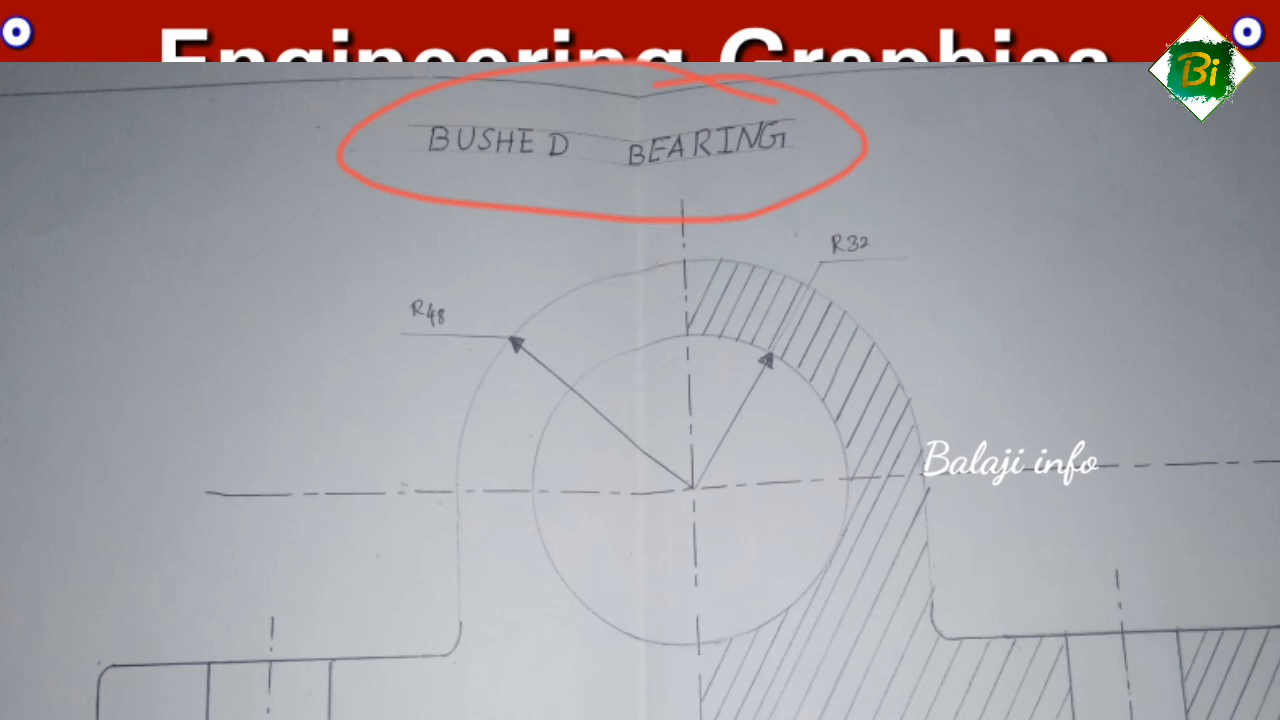 Engineering Graphics
Bi
BUSHED BEARING
R32
R48
Balaji info